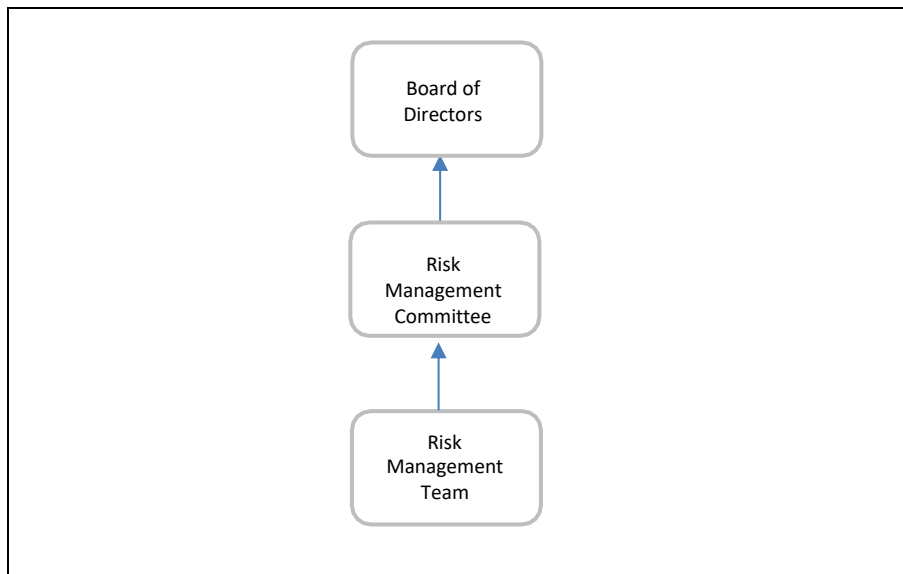 Board of
Directors
Risk
Management
Committee
Risk
Management
Team